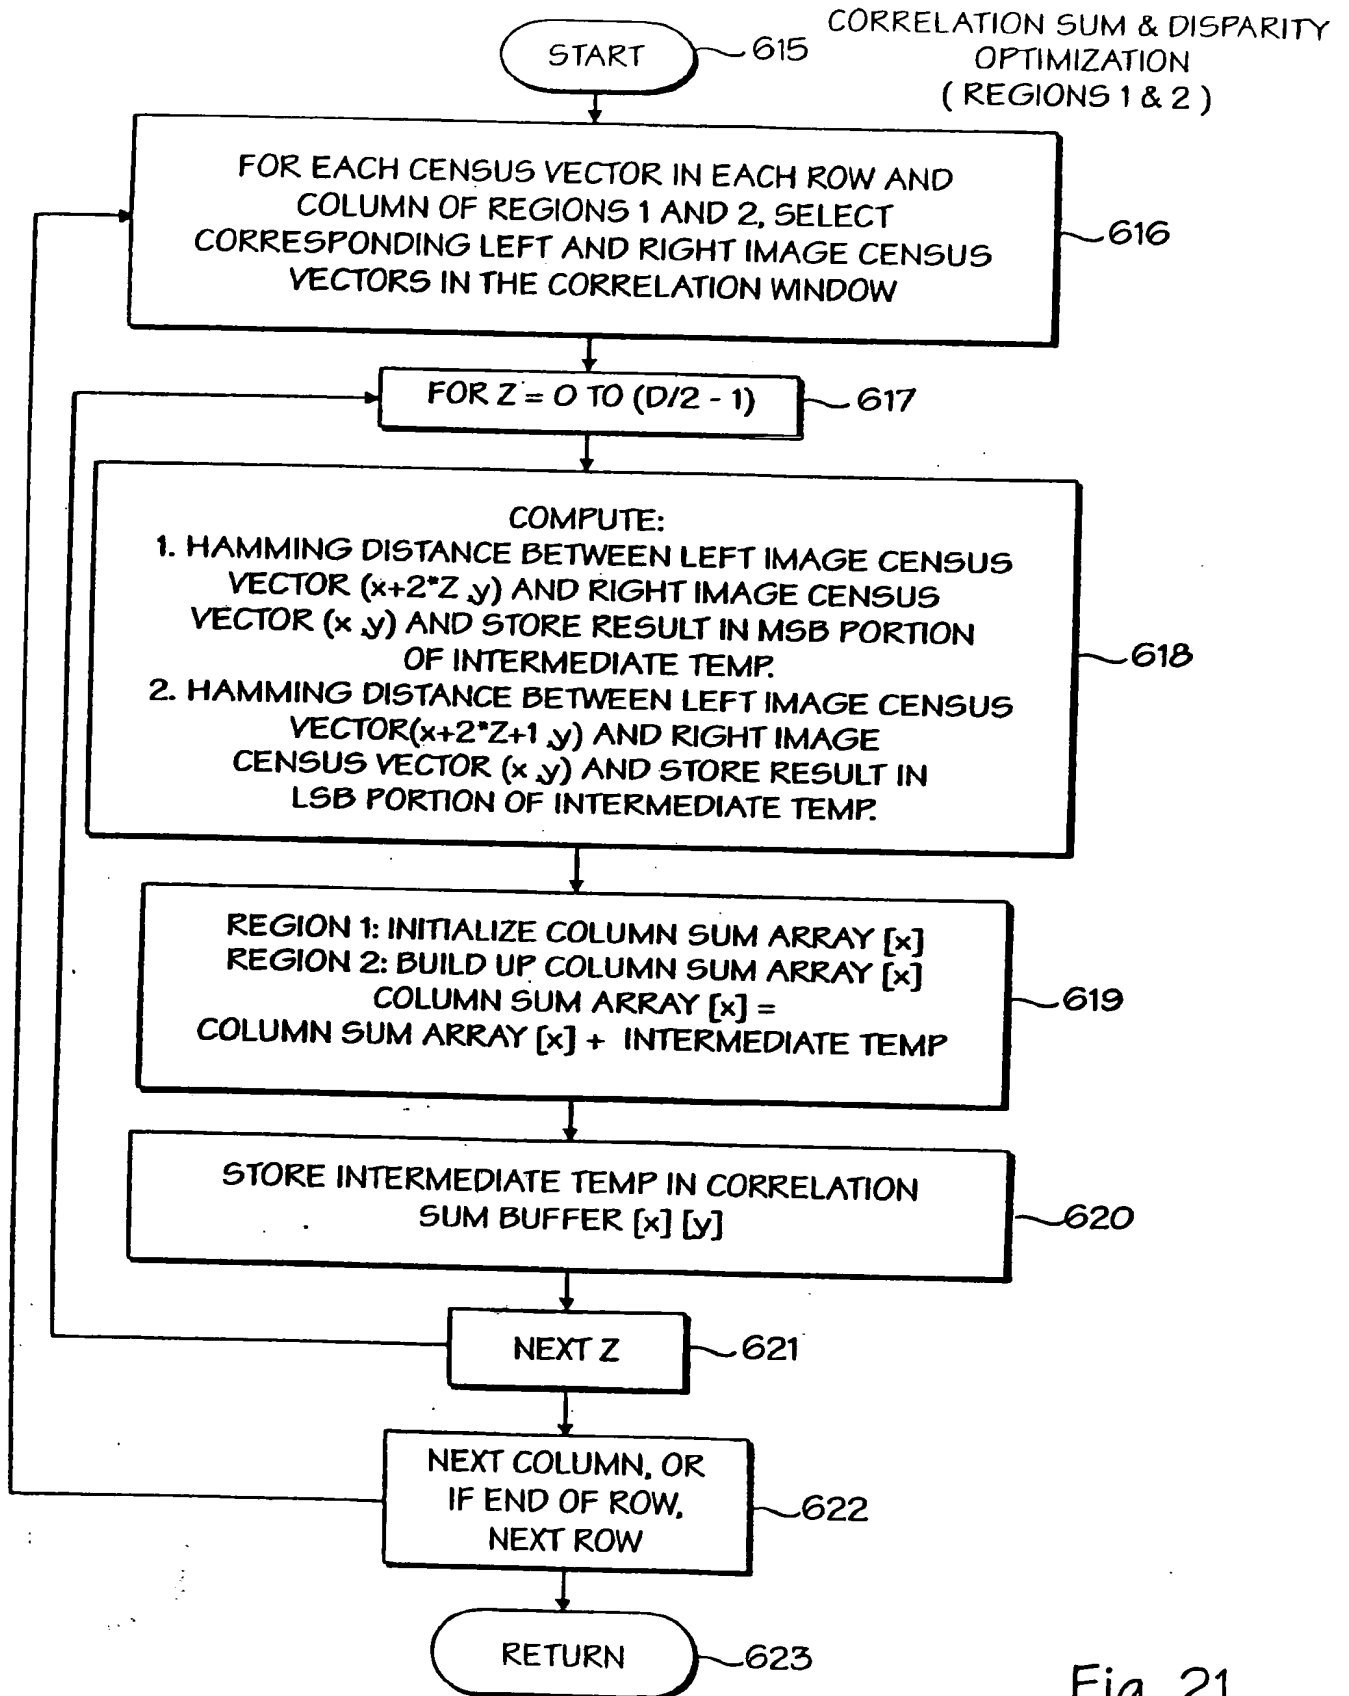 CORRELATION SUM & DISPARITY
OPTIMIZATION
( REGIONS 1 & 2 )
START
615
FOR EACH CENSUS VECTOR IN EACH ROW AND
COLUMN OF REGIONS 1 AND 2, SELECT
CORRESPONDING LEFT AND RIGHT IMAGE CENSUS
VECTORS IN THE CORRELATION WINDOW
616
FOR Z = 0 TO (D/2 - 1)
617
COMPUTE:
1. HAMMING DISTANCE BETWEEN LEFT IMAGE CENSUS
VECTOR (x+2*Z ,y) AND RIGHT IMAGE CENSUS
VECTOR (x ,y) AND STORE RESULT IN MSB PORTION
OF INTERMEDIATE TEMP.
2. HAMMING DISTANCE BETWEEN LEFT IMAGE CENSUS
VECTOR(x+2*Z+1 ,y) AND RIGHT IMAGE
CENSUS VECTOR (x ,y) AND STORE RESULT IN
LSB PORTION OF INTERMEDIATE TEMP.
618
REGION 1: INITIALIZE COLUMN SUM ARRAY [x]
REGION 2: BUILD UP COLUMN SUM ARRAY [x]
COLUMN SUM ARRAY [x] =
COLUMN SUM ARRAY [x] + INTERMEDIATE TEMP
619
STORE INTERMEDIATE TEMP IN CORRELATION
SUM BUFFER [x] [y]
620
NEXT Z
621
NEXT COLUMN, OR
IF END OF ROW,
NEXT ROW
622
RETURN
623
Fig. 21